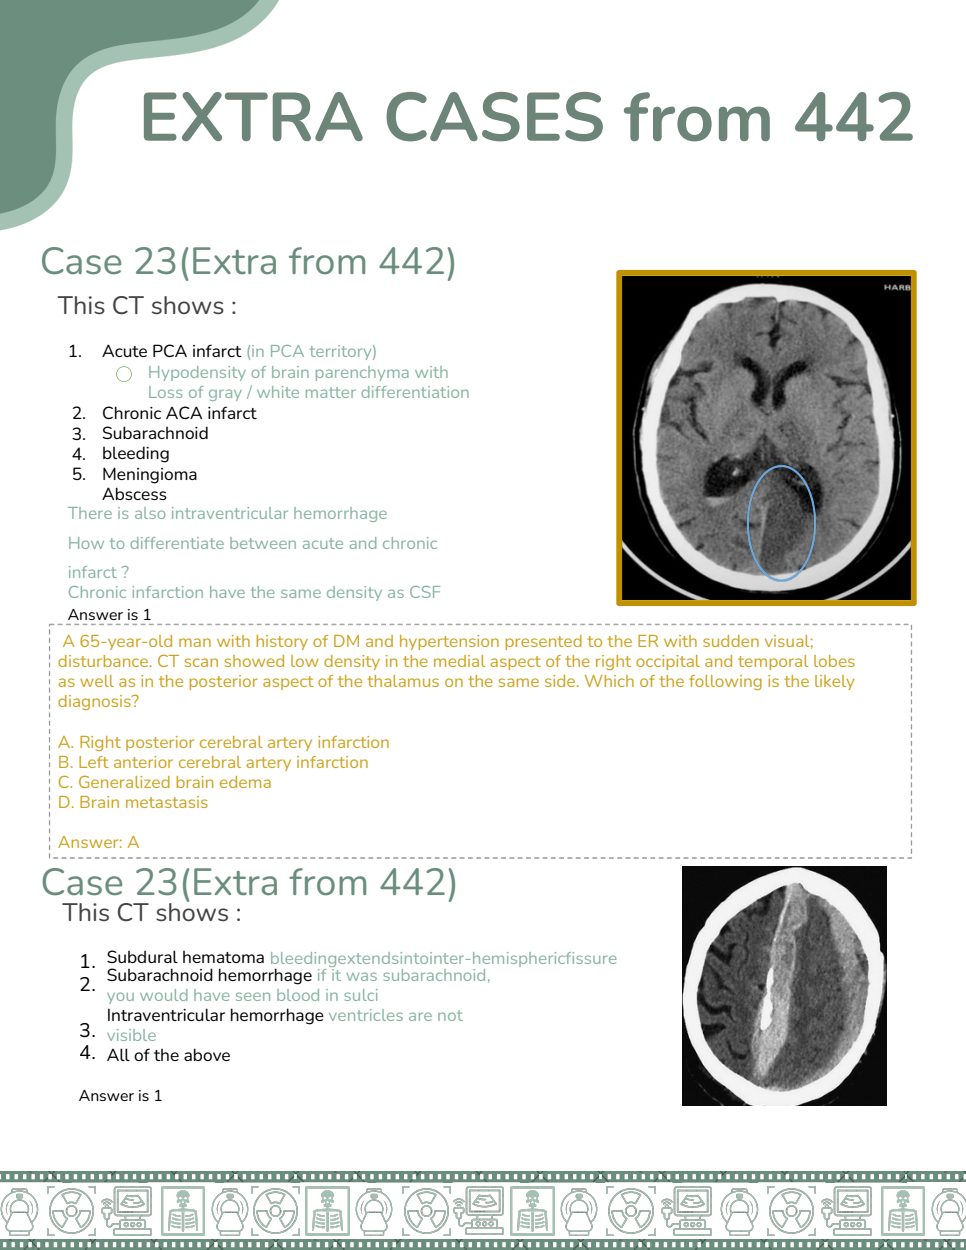 EXTRA CASES from 442
Case 23(Extra from 442)
This CT shows :
HARB
1. Acute PCA infarct (in PCA territory)
Hypodensity of brain parenchyma with
Loss of gray / white matter differentiation
2. Chronic ACA infarct
3. Subarachnoid
4. bleeding
5. Meningioma
Abscess
There is also intraventricular hemorrhage
How to differentiate between acute and chronic
infarct ?
Chronic infarction have the same density as CSF
Answer is 1
A 65-year-old man with history of DM and hypertension presented to the ER with sudden visual;
disturbance. CT scan showed low density in the medial aspect of the right occipital and temporal lobes
as well as in the posterior aspect of the thalamus on the same side. Which of the following is the likely
diagnosis?
A. Right posterior cerebral artery infarction
B. Left anterior cerebral artery infarction
C. Generalized brain edema
D. Brain metastasis
Answer: A
Case 23(Extra from 442)
This CT shows :
1. Subdural hematoma bleedingextendsintointer-hemisphericfissure
2. Subarachnoid hemorrhage if it was subarachnoid,
you would have seen blood in sulci
3. Intraventricular hemorrhage ventricles are not
visible
4. All of the above
Answer is 1